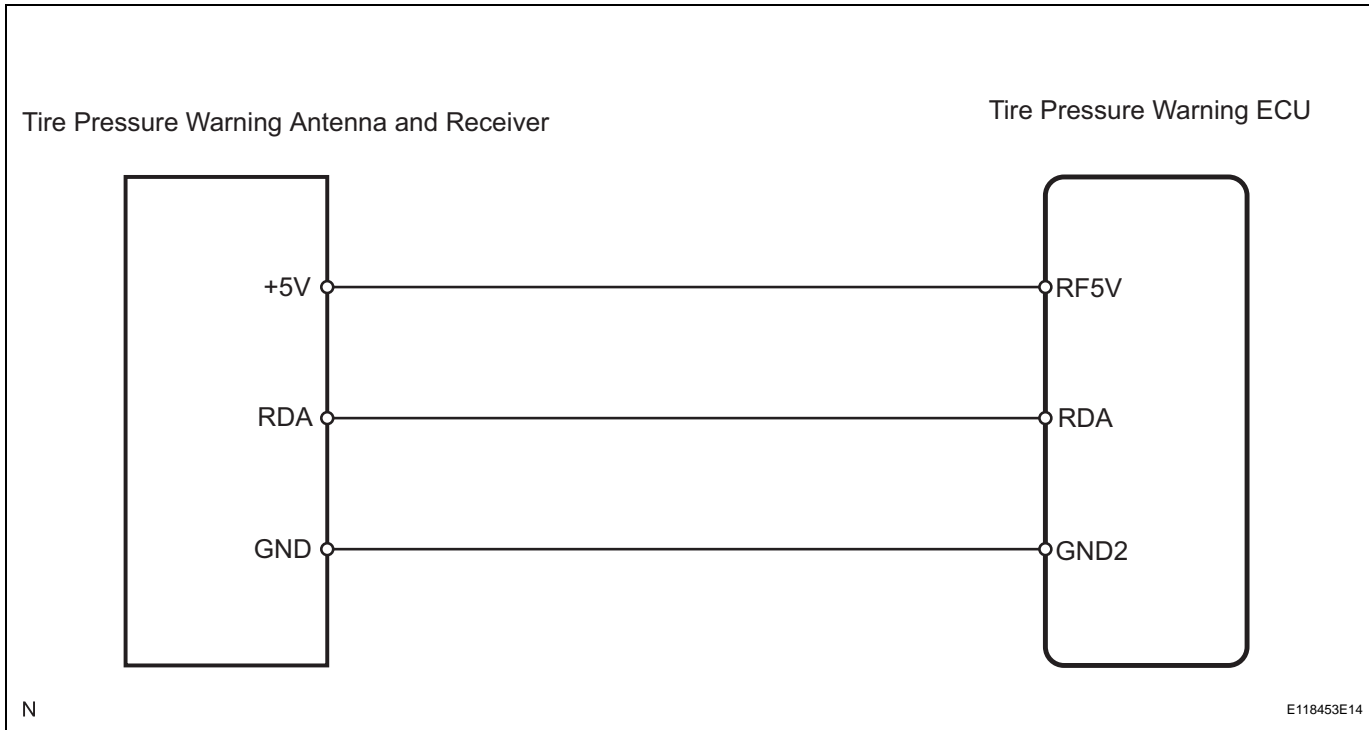 Tire Pressure Warning Antenna and Receiver
Tire Pressure Warning ECU
+5V
RF5V
RDA
RDA
GND
GND2
N
E118453E14